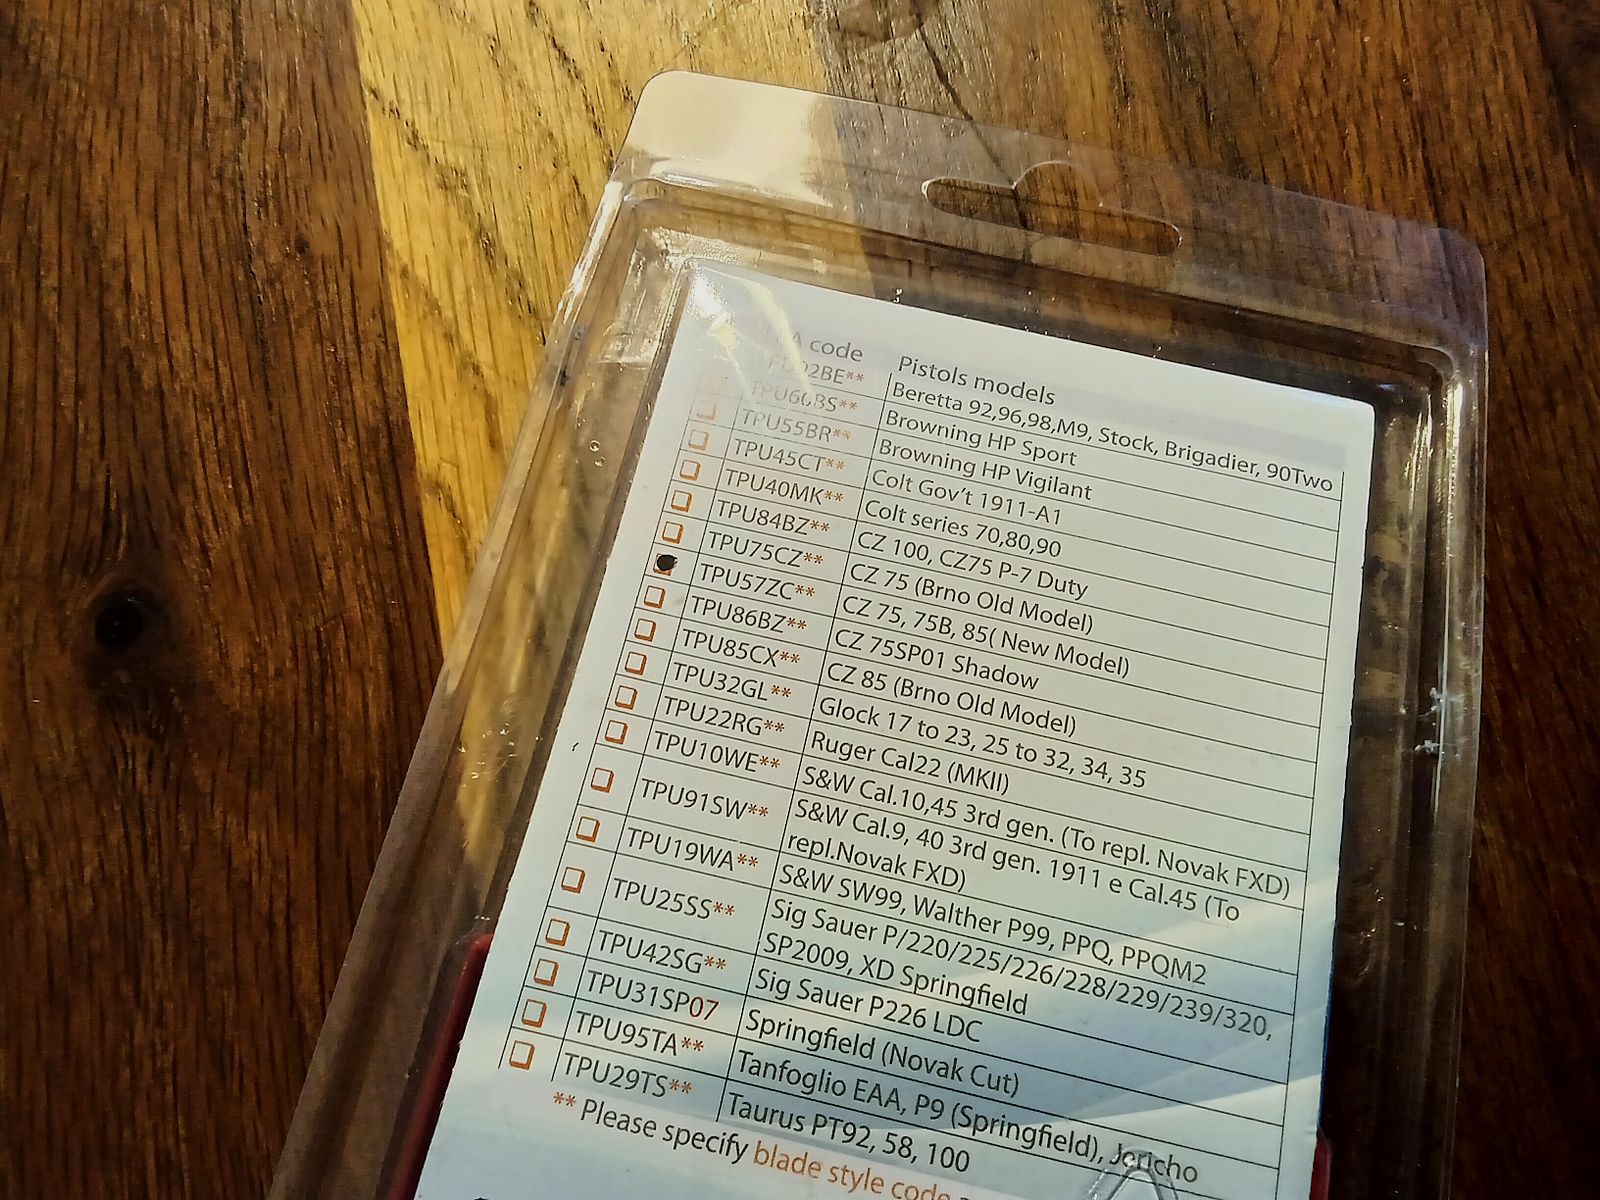 code Pistols models
Beretta 92,96,98,M9, Stock, Brigadier, 90Two
TPU60BS** Browning HP Sport
TPU55BR** Browning HP Vigilant
TPU45CT** Colt Gov't 1911-A1
TPU40MK** Colt series 70,80,90
TPU84BZ** CZ 100, CZ75 P-7 Duty
TPU75CZ** CZ 75 (Brno Old Model)
TPU57ZC** CZ 75, 75B, 85( New Model)
TPU86BZ** CZ 75SP01 Shadow
TPU85CX** CZ 85 (Brno Old Model)
TPU32GL** Glock 17 to 23, 25 to 32, 34, 35
TPU22RG** Ruger Cal22 (MKII)
TPU10WE** S&W Cal.10,45 3rd gen. (To repl. Novak FXD)
TPU91SW** S&W Cal.9, 40 3rd gen. 1911 e Cal.45 (To
repl.Novak FXD)
TPU19WA** S&W SW99, Walther P99, PPQ, PPQM2
TPU25SS** Sig Sauer P/220/225/226/228/229/239/320,
SP2009, XD Springfield
TPU42SG** Sig Sauer P226 LDC
TPU31SP07 Springfield (Novak Cut)
TPU95TA** Tanfoglio EAA, P9 (Springfield), Jericho
TPU29TS** Taurus PT92, 58, 100
** Please specify blade style code